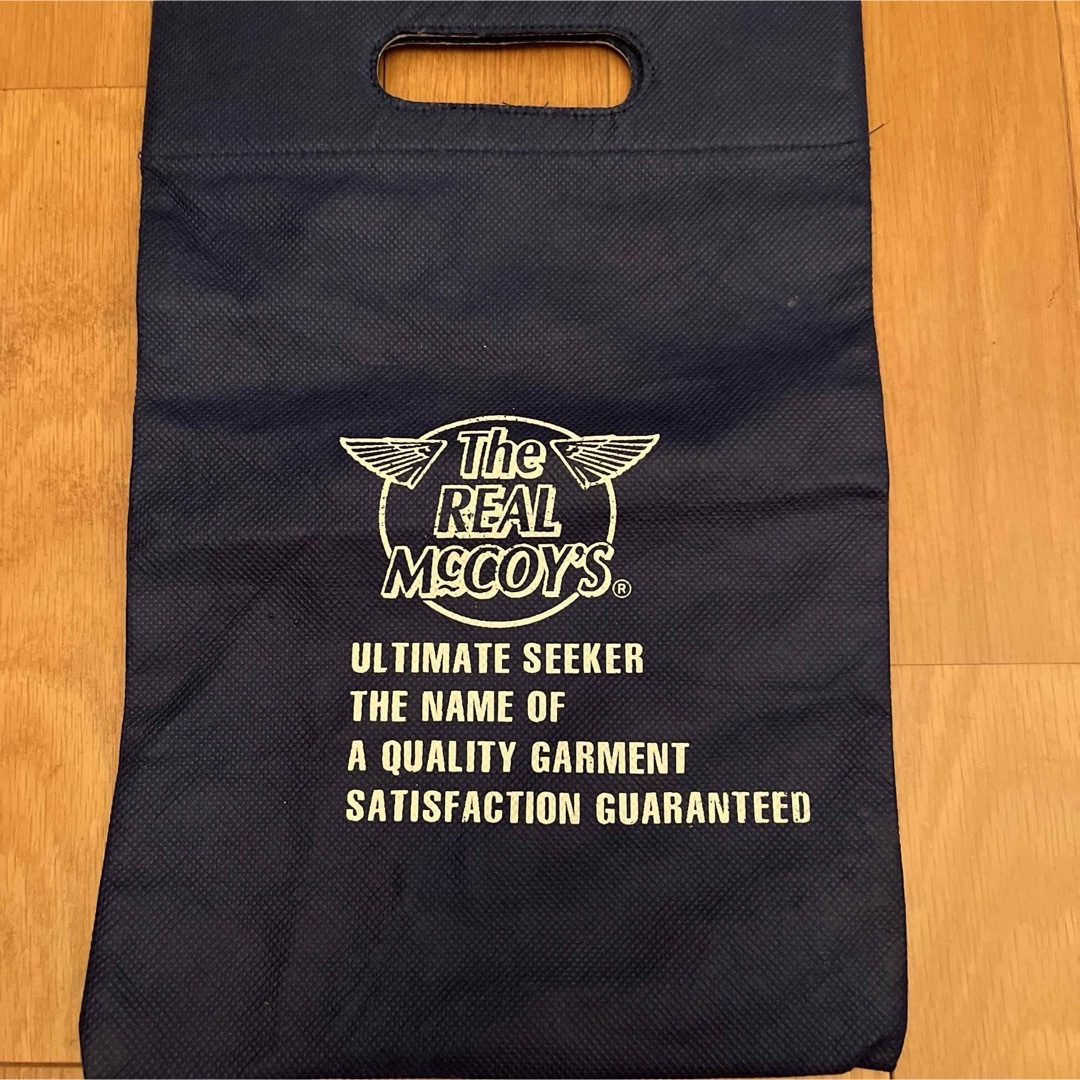 The
REAL
McCOY'S®
ULTIMATE SEEKER
THE NAME OF
A QUALITY GARMENT
SATISFACTION GUARANTEED